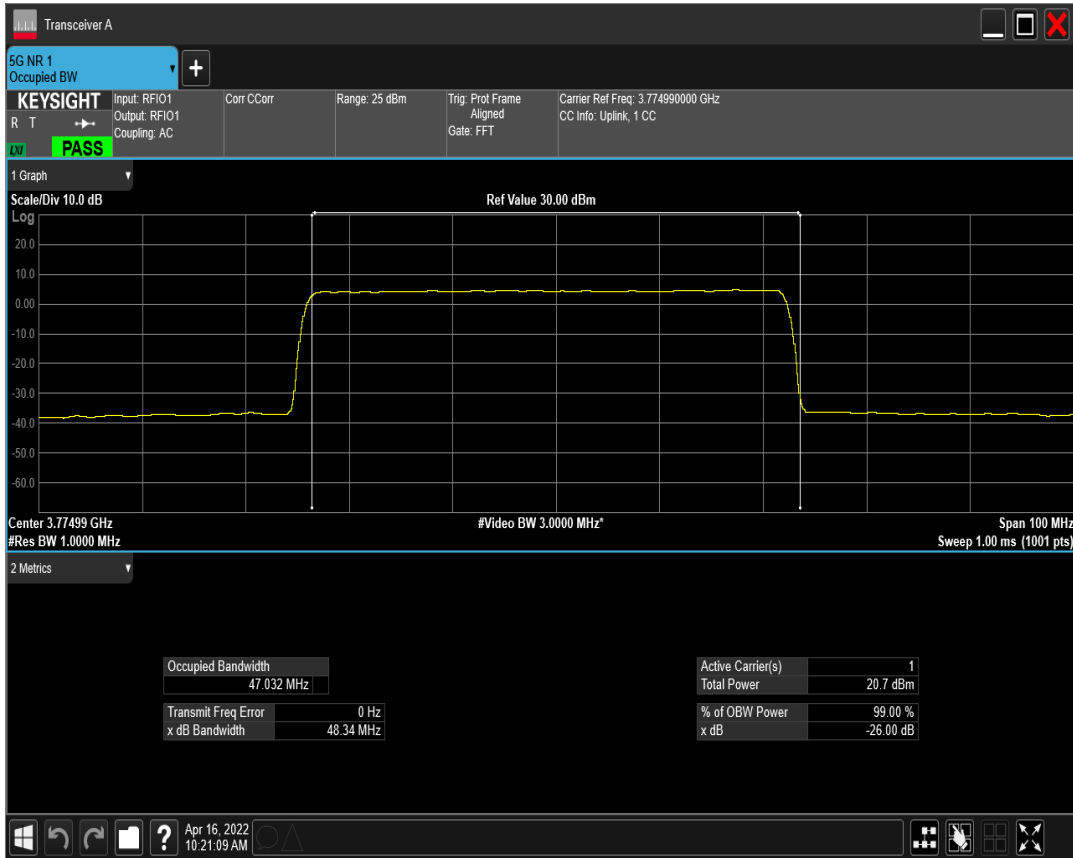 Transceiver A
5G NR 1
Occupied BW
+
KEYSIGHT
R T
LXI
PASS
Input: RFIO1
Output: RFIO1
Coupling: AC
Corr CCorr
Range: 25 dBm
Trig: Prot Frame
Aligned
Gate: FFT
Carrier Ref Freq: 3.774990000 GHz
CC Info: Uplink, 1 CC
1 Graph
Scale/Div 10.0 dB
Ref Value 30.00 dBm
Log
20.0
10.0
0.00
-10.0
-20.0
-30.0
-40.0
-50.0
-60.0
Center 3.77499 GHz
#Video BW 3.0000 MHz*
Span 100 MHz
#Res BW 1.0000 MHz
Sweep 1.00 ms (1001 pts)
2 Metrics
Occupied Bandwidth
47.032 MHz
Transmit Freq Error 0 Hz
x dB Bandwidth 48.34 MHz
Active Carrier(s) 1
Total Power 20.7 dBm
% of OBW Power 99.00 %
x dB -26.00 dB
?
Apr 16, 2022
10:21:09 AM